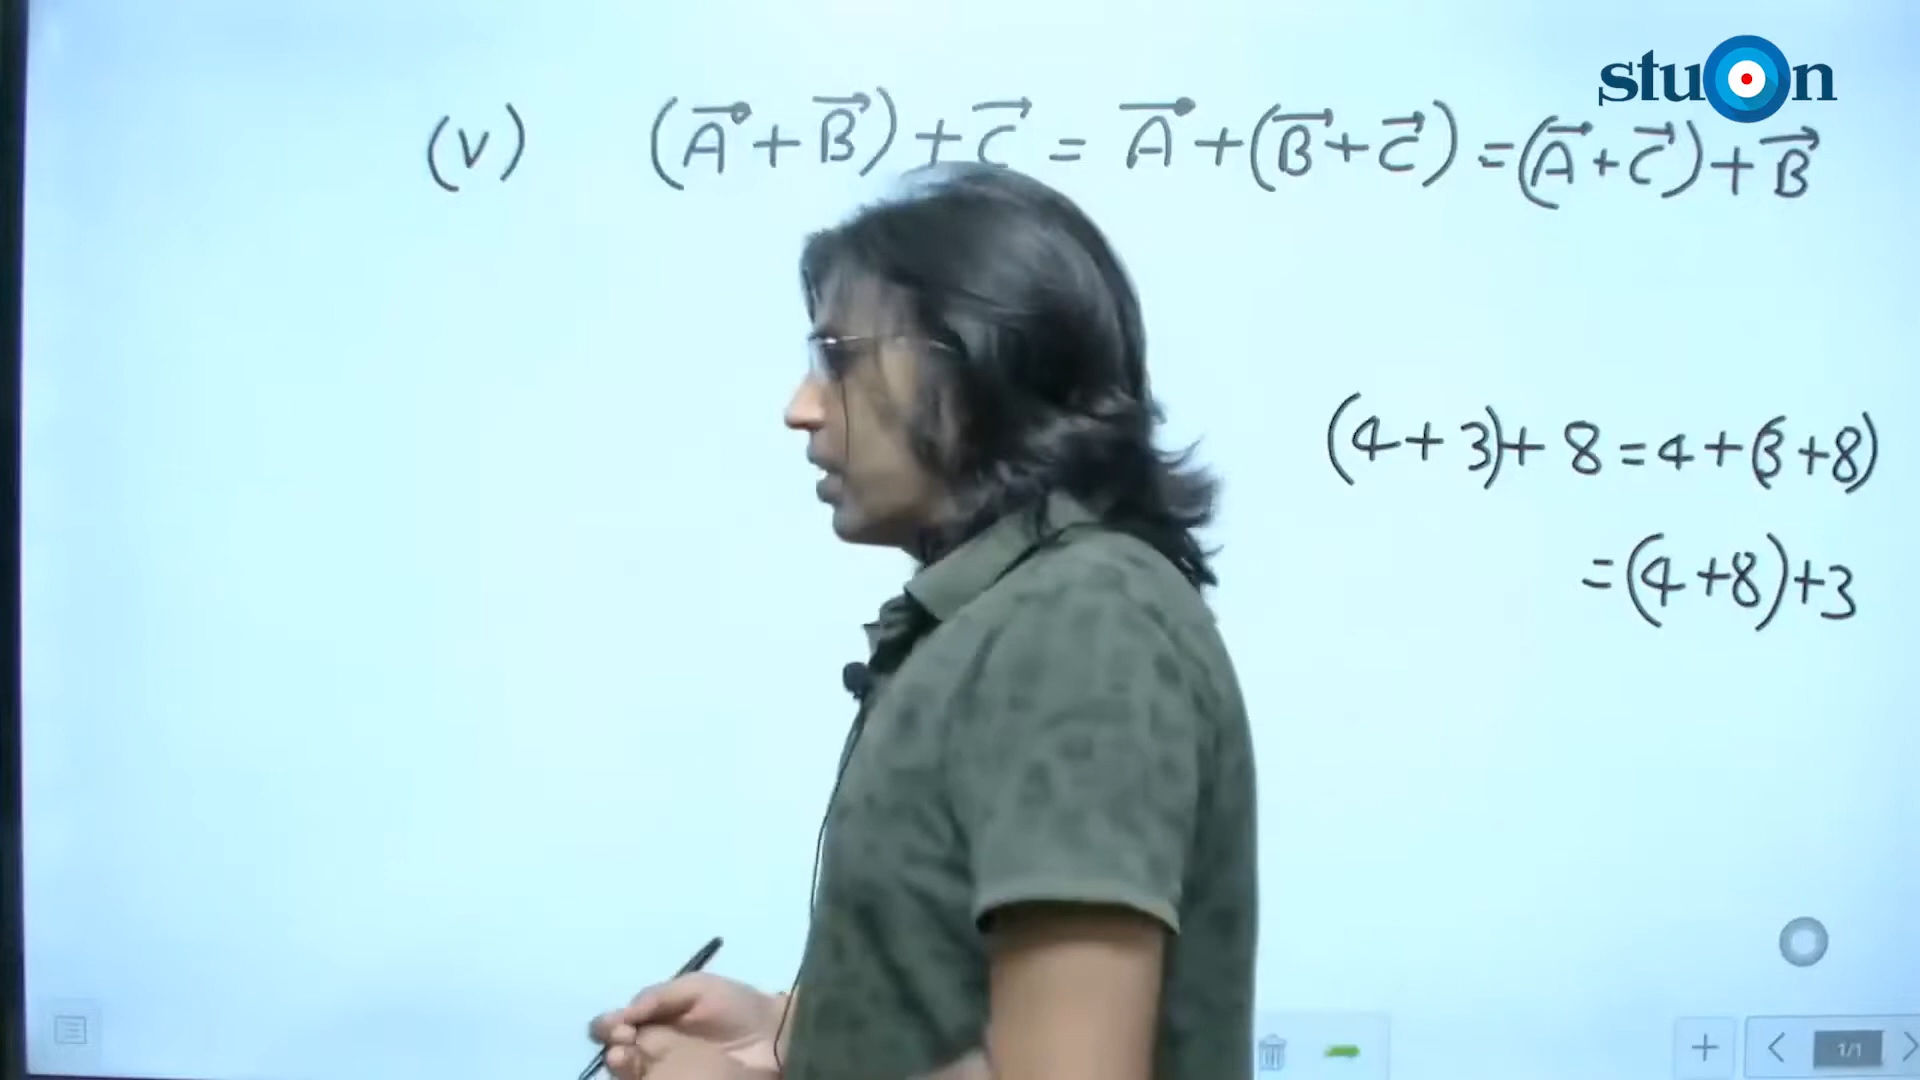 stuOn
(V) (A⃗ + B⃗) + C⃗ = A⃗ + (B⃗ + C⃗) = (A⃗ + C⃗) + B⃗
(4 + 3) + 8 = 4 + (3 + 8)
= (4 + 8) + 3
1/1